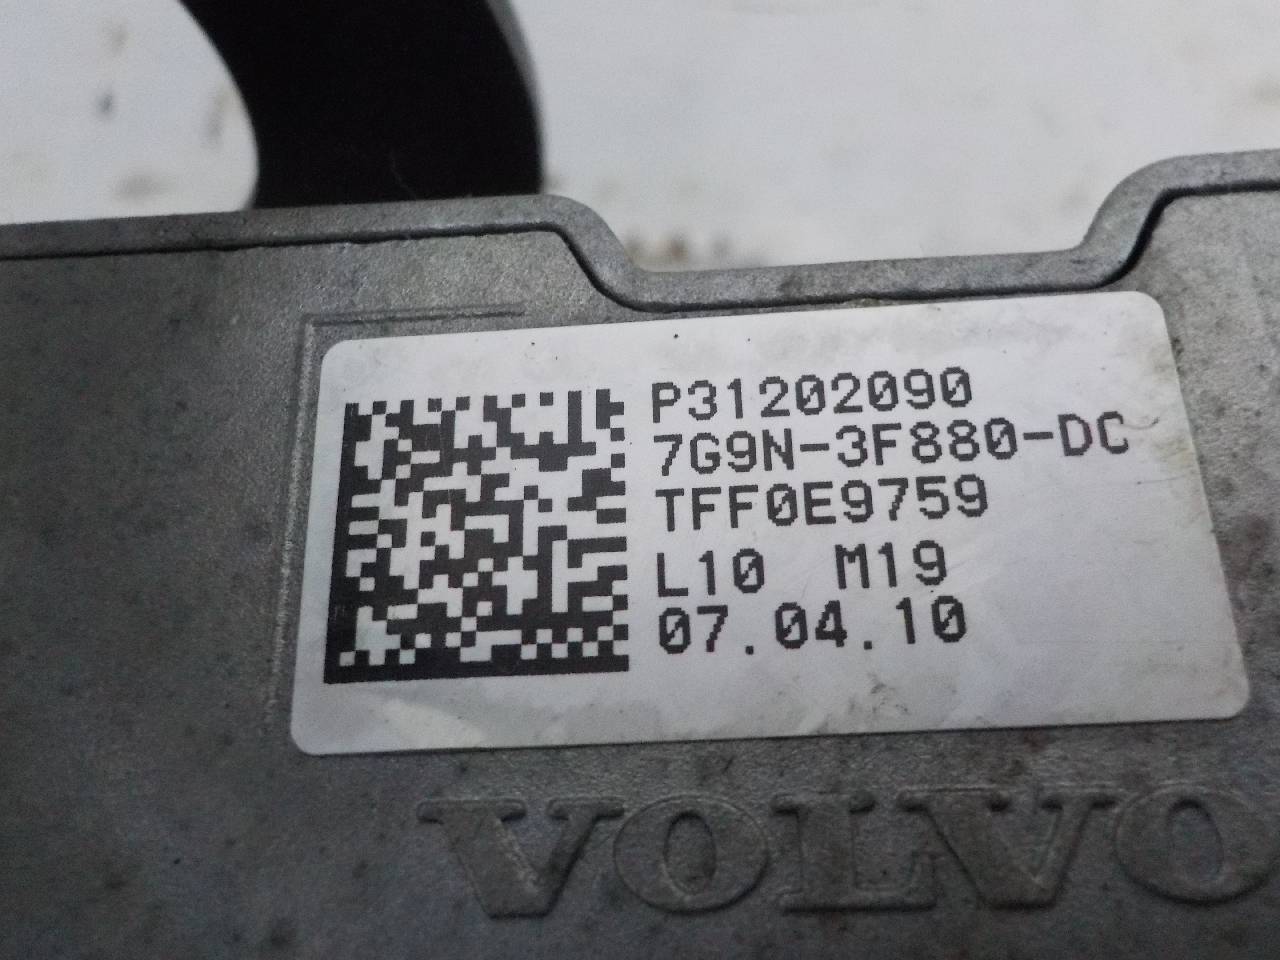 P31202090
7G9N-3F880-DC
TFF0E9759
L10 M19
07.04.10
VOLVO